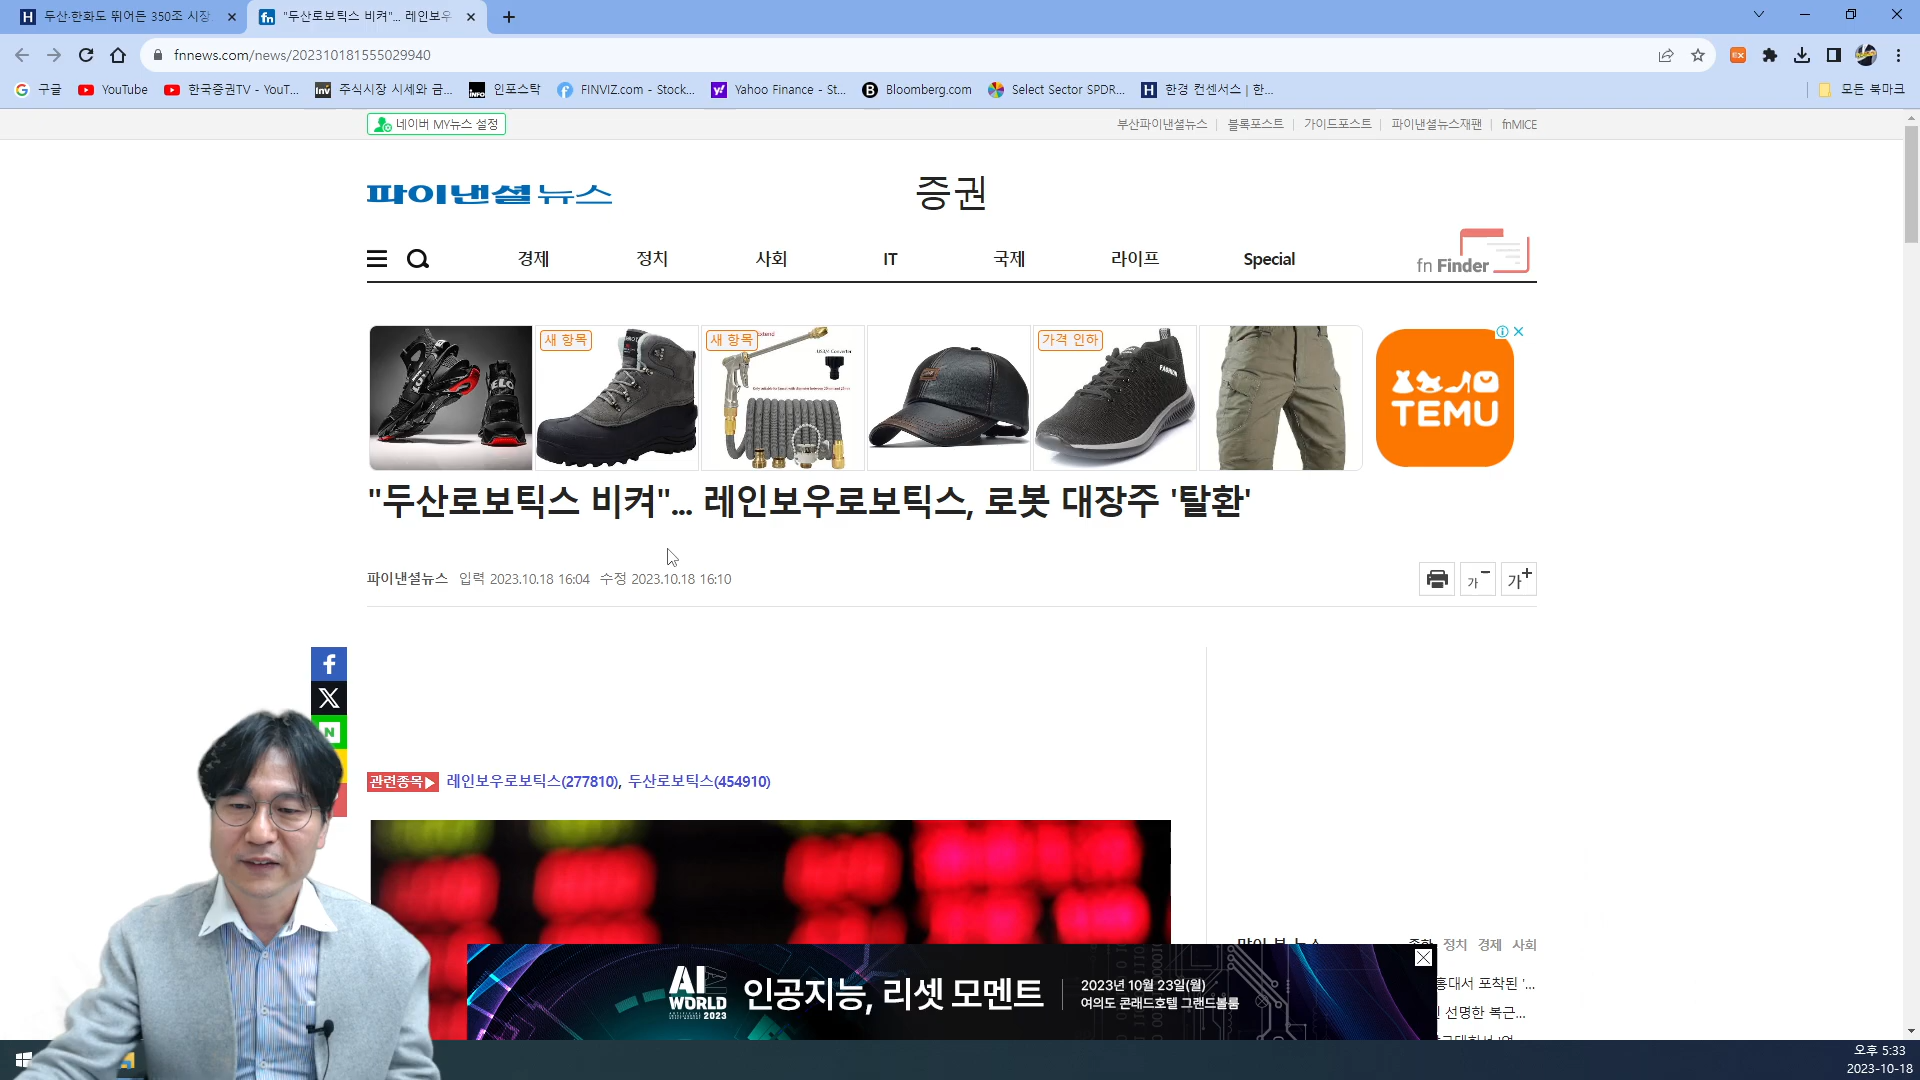 두산·한화도 뛰어든 350조 시장
"두산로보틱스 비켜"... 레인보우
fnnews.com/news/202310181555029940
구글
YouTube
한국증권TV - YouT...
주식시장 시세와 금...
인포스탁
FINVIZ.com - Stock...
Yahoo Finance - St...
Bloomberg.com
Select Sector SPDR...
한경 컨센서스 | 한...
모든 북마크
네이버 MY뉴스 설정
부산파이낸셜뉴스
블록포스트
가이드포스트
파이낸셜뉴스재팬
fnMICE
파이낸셜뉴스
증권
경제
정치
사회
IT
국제
라이프
Special
fn Finder
새 항목
새 항목
가격 인하
FASHION
TEMU
"두산로보틱스 비켜"... 레인보우로보틱스, 로봇 대장주 '탈환'
파이낸셜뉴스 입력 2023.10.18 16:04 수정 2023.10.18 16:10
가-
가+
관련종목▶ 레인보우로보틱스(277810), 두산로보틱스(454910)
정치 경제 사회
홍대서 포착된 '...
선명한 복근...
AI WORLD 2023
인공지능, 리셋 모멘트
2023년 10월 23일(월)
여의도 콘래드호텔 그랜드볼룸
오후 5:33
2023-10-18